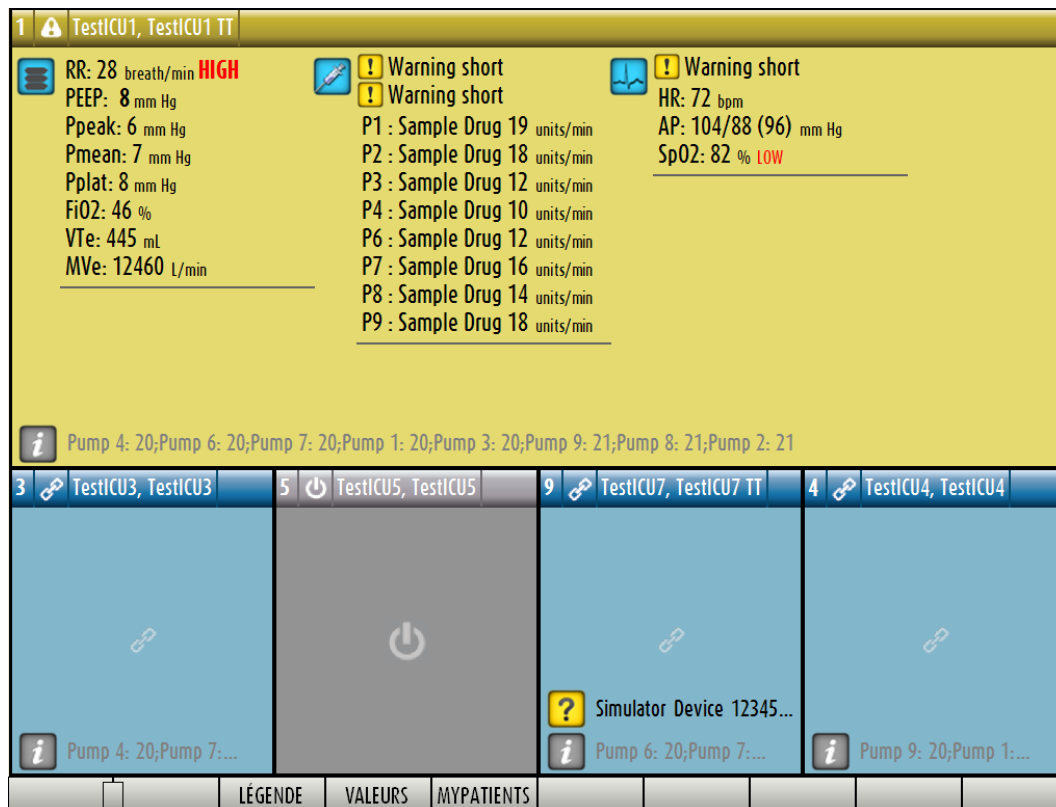 1 TestICU1, TestICU1 TT
RR: 28 breath/min HIGH
PEEP: 8 mm Hg
Ppeak: 6 mm Hg
Pmean: 7 mm Hg
Pplat: 8 mm Hg
FiO2: 46 %
VTe: 445 mL
MVe: 12460 L/min
! Warning short
! Warning short
P1 : Sample Drug 19 units/min
P2 : Sample Drug 18 units/min
P3 : Sample Drug 12 units/min
P4 : Sample Drug 10 units/min
P6 : Sample Drug 12 units/min
P7 : Sample Drug 16 units/min
P8 : Sample Drug 14 units/min
P9 : Sample Drug 18 units/min
! Warning short
HR: 72 bpm
AP: 104/88 (96) mm Hg
SpO2: 82 % LOW
i Pump 4: 20;Pump 6: 20;Pump 7: 20;Pump 1: 20;Pump 3: 20;Pump 9: 21;Pump 8: 21;Pump 2: 21
3 TestICU3, TestICU3
i Pump 4: 20;Pump 7:...
5 TestICU5, TestICU5
9 TestICU7, TestICU7 TT
? Simulator Device 12345...
i Pump 6: 20;Pump 7:...
4 TestICU4, TestICU4
i Pump 9: 20;Pump 1:...
LÉGENDE
VALEURS
MYPATIENTS